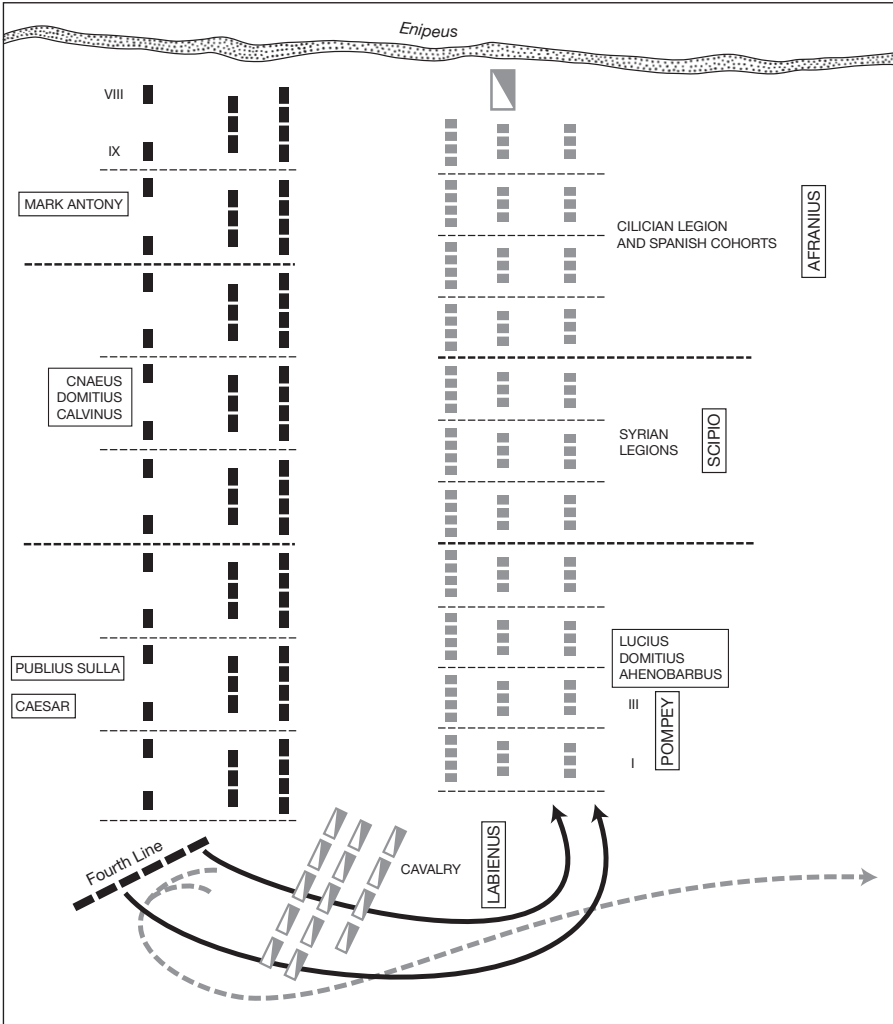 Enipeus
VIII
IX
MARK ANTONY
CNAEUS
DOMITIUS
CALVINUS
PUBLIUS SULLA
CAESAR
CILICIAN LEGION
AND SPANISH COHORTS
AFRANIUS
SYRIAN
LEGIONS
SCIPIO
LUCIUS
DOMITIUS
AHENOBARBUS
III
POMPEY
I
Fourth Line
CAVALRY
LABIENUS